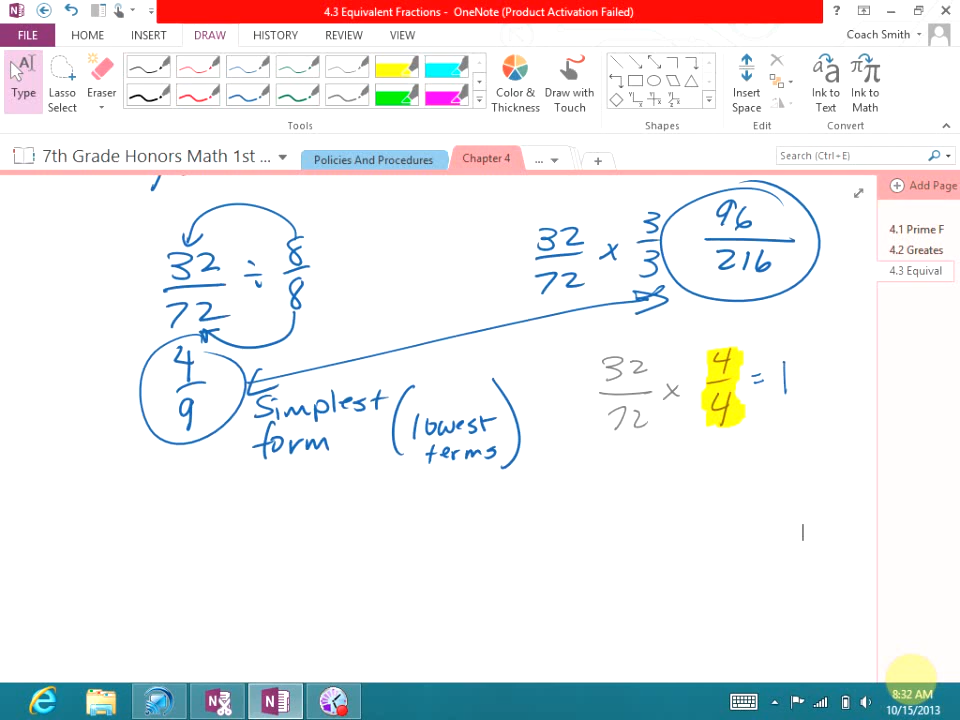 4.3 Equivalent Fractions - OneNote (Product Activation Failed)
FILE HOME INSERT DRAW HISTORY REVIEW VIEW
Coach Smith
Type
Lasso Select
Eraser
Color & Thickness
Draw with Touch
Insert Space
Ink to Text
Ink to Math
Tools
Shapes
Edit
Convert
7th Grade Honors Math 1st ...
Policies And Procedures
Chapter 4
...
Search (Ctrl+E)
Add Page
4.1 Prime F
4.2 Greates
4.3 Equival
32/72 ÷ 8/8
4/9
Simplest form (lowest terms)
32/72 × 3/3 96/216
32/72 × 4/4 = 1
8:32 AM
10/15/2013